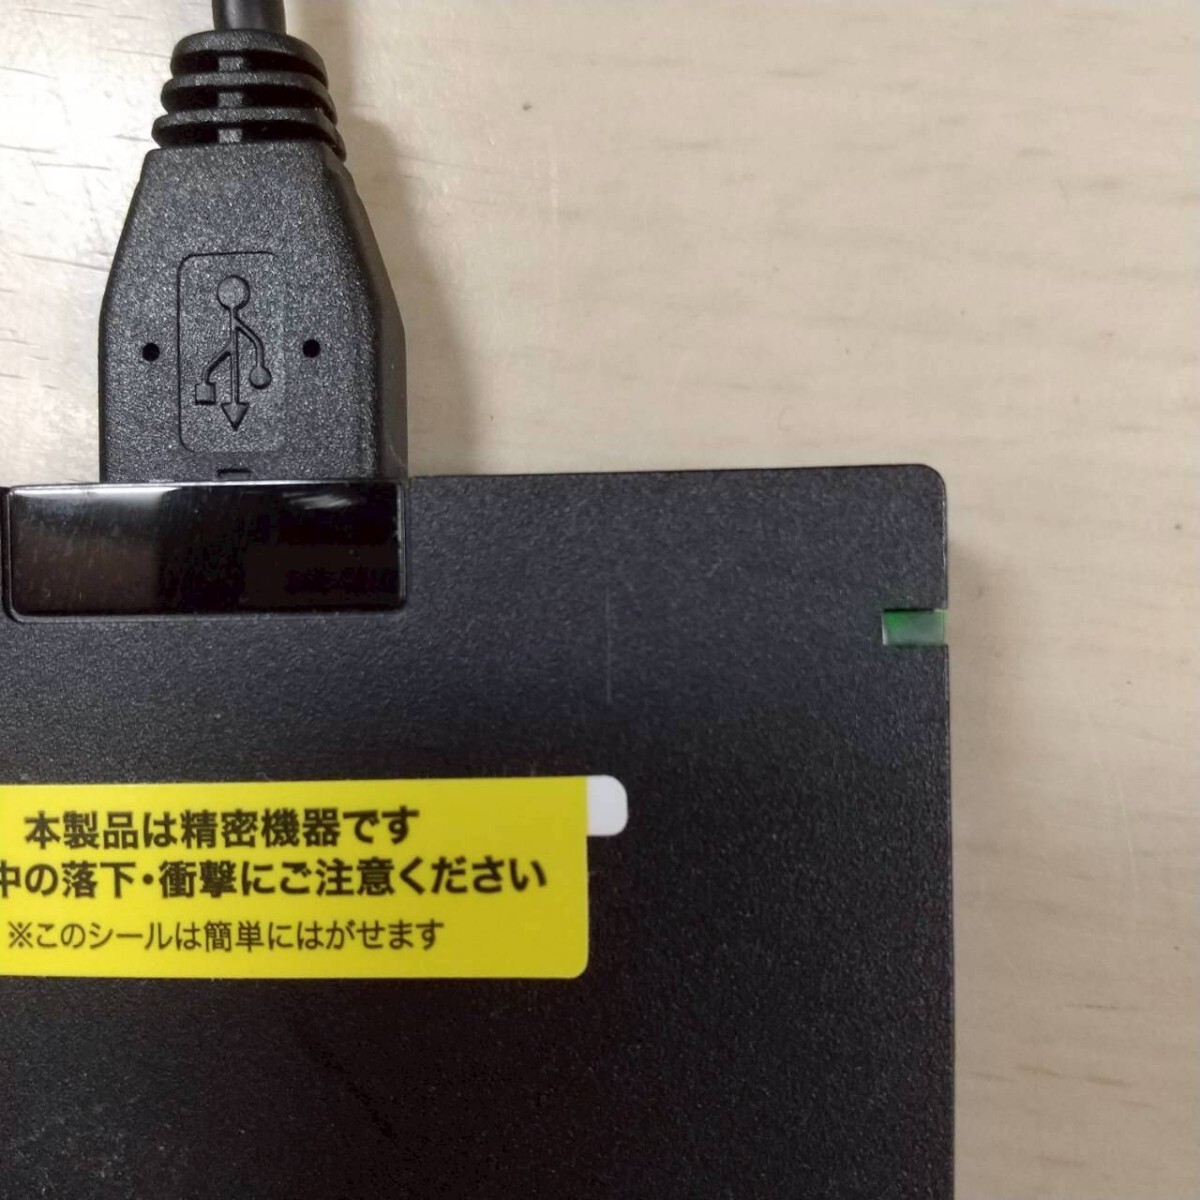 本製品は精密機器です
中の落下・衝撃にご注意ください
※このシールは簡単にはがせます